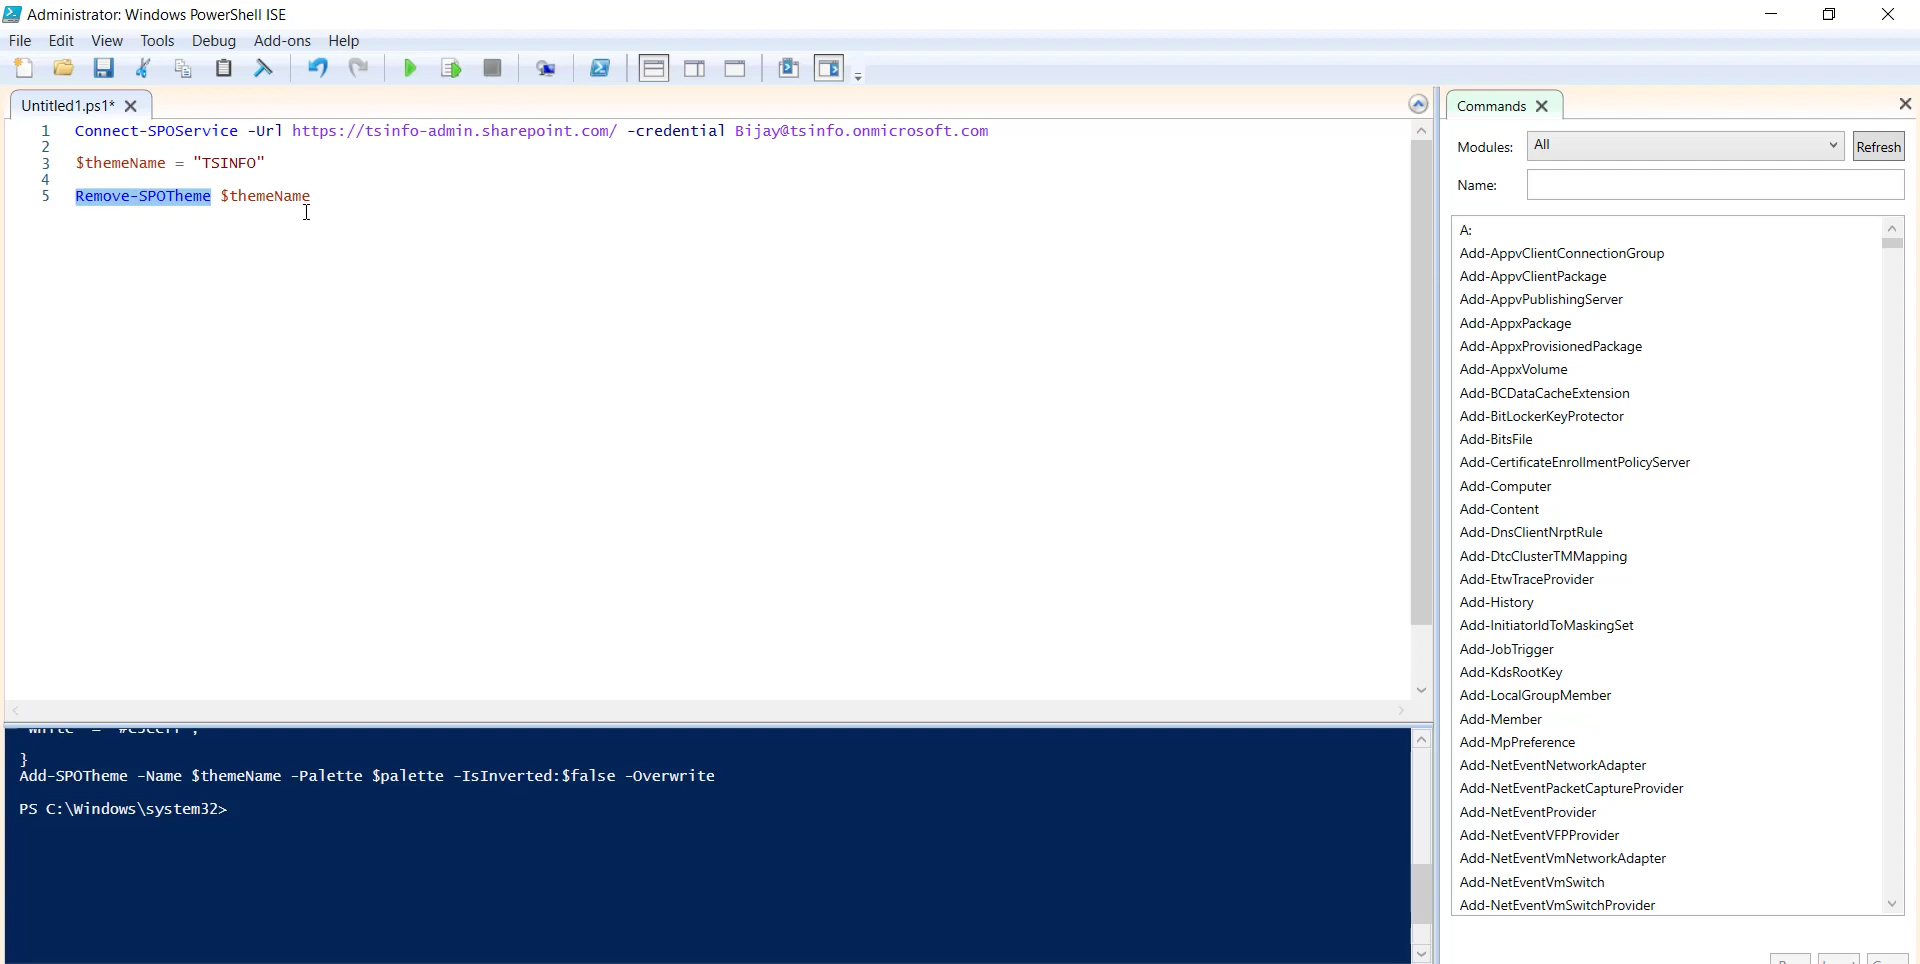 Administrator: Windows PowerShell ISE
File Edit View Tools Debug Add-ons Help
Untitled1.ps1*
1 Connect-SPOService -Url https://tsinfo-admin.sharepoint.com/ -credential Bijay@tsinfo.onmicrosoft.com
2
3 $themeName = "TSINFO"
4
5 Remove-SPOTheme $themeName
}
Add-SPOTheme -Name $themeName -Palette $palette -IsInverted:$false -Overwrite
PS C:\Windows\system32>
Commands
Modules: All Refresh
Name:
A:
Add-AppvClientConnectionGroup
Add-AppvClientPackage
Add-AppvPublishingServer
Add-AppxPackage
Add-AppxProvisionedPackage
Add-AppxVolume
Add-BCDataCacheExtension
Add-BitLockerKeyProtector
Add-BitsFile
Add-CertificateEnrollmentPolicyServer
Add-Computer
Add-Content
Add-DnsClientNrptRule
Add-DtcClusterTMMapping
Add-EtwTraceProvider
Add-History
Add-InitiatorIdToMaskingSet
Add-JobTrigger
Add-KdsRootKey
Add-LocalGroupMember
Add-Member
Add-MpPreference
Add-NetEventNetworkAdapter
Add-NetEventPacketCaptureProvider
Add-NetEventProvider
Add-NetEventVFPProvider
Add-NetEventVmNetworkAdapter
Add-NetEventVmSwitch
Add-NetEventVmSwitchProvider